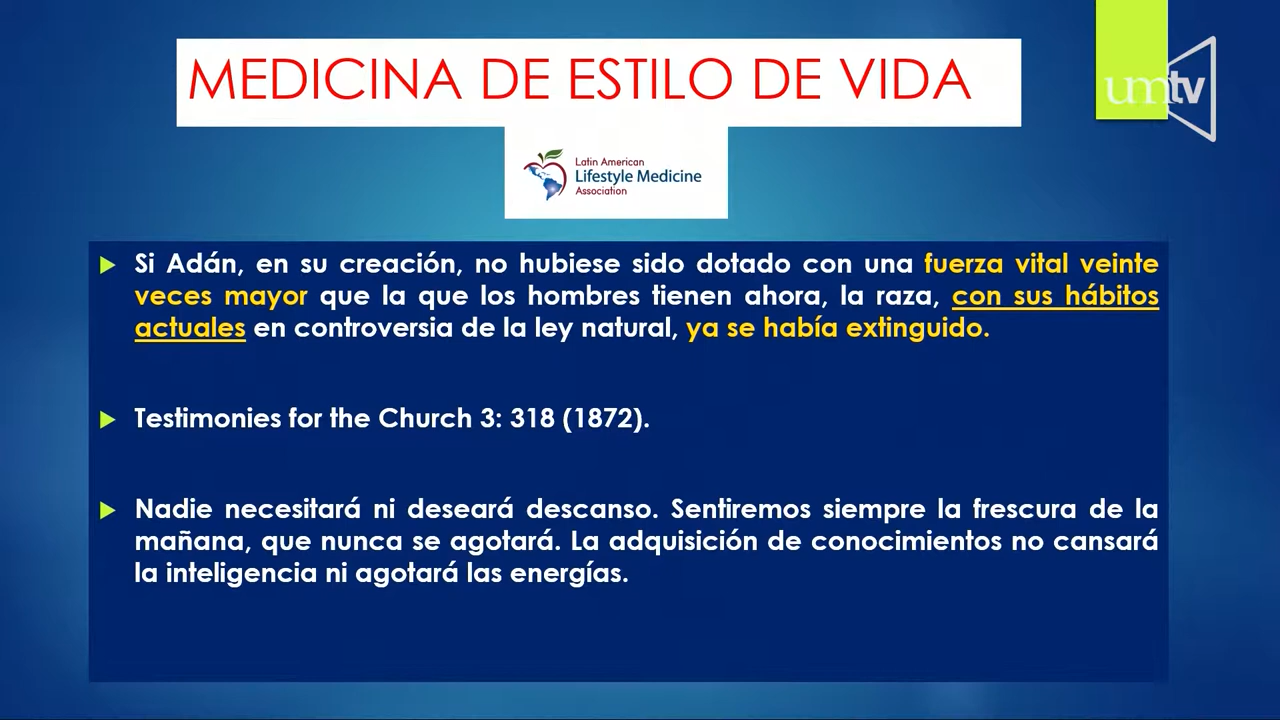 MEDICINA DE ESTILO DE VIDA
umtv
Latin American
Lifestyle Medicine
Association
Si Adán, en su creación, no hubiese sido dotado con una fuerza vital veinte
veces mayor que la que los hombres tienen ahora, la raza, con sus hábitos
actuales en controversia de la ley natural, ya se había extinguido.
Testimonies for the Church 3: 318 (1872).
Nadie necesitará ni deseará descanso. Sentiremos siempre la frescura de la
mañana, que nunca se agotará. La adquisición de conocimientos no cansará
la inteligencia ni agotará las energías.